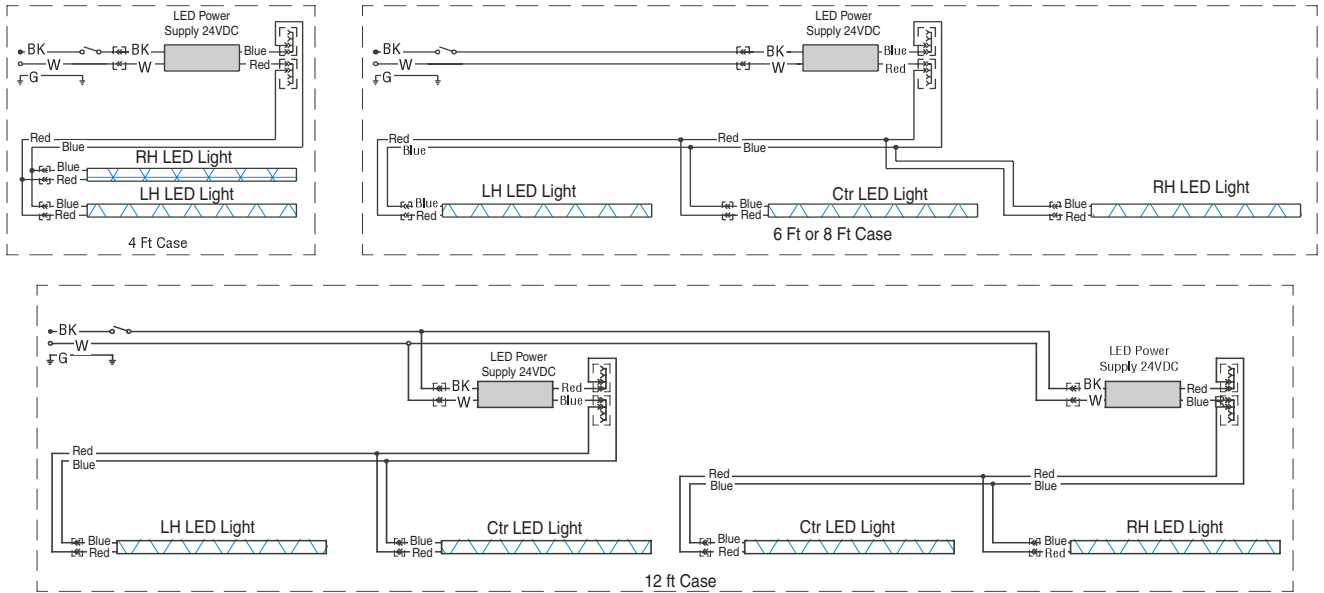 LED Power
Supply 24VDC
BK
BK
Blue
W
W
Red
G
Red
Blue
RH LED Light
Blue
Red
LH LED Light
Blue
Red
4 Ft Case
LED Power
Supply 24VDC
BK
BK
Blue
W
W
Red
G
Red
Red
Blue
Blue
LH LED Light
Ctr LED Light
RH LED Light
Blue
Blue
Blue
Red
Red
Red
6 Ft or 8 Ft Case
BK
W
G
LED Power
Supply 24VDC
LED Power
Supply 24VDC
BK
Red
BK
Red
W
Blue
W
Blue
Red
Blue
Red
Red
Blue
Blue
LH LED Light
Ctr LED Light
Ctr LED Light
RH LED Light
Blue
Blue
Blue
Blue
Red
Red
Red
Red
12 ft Case